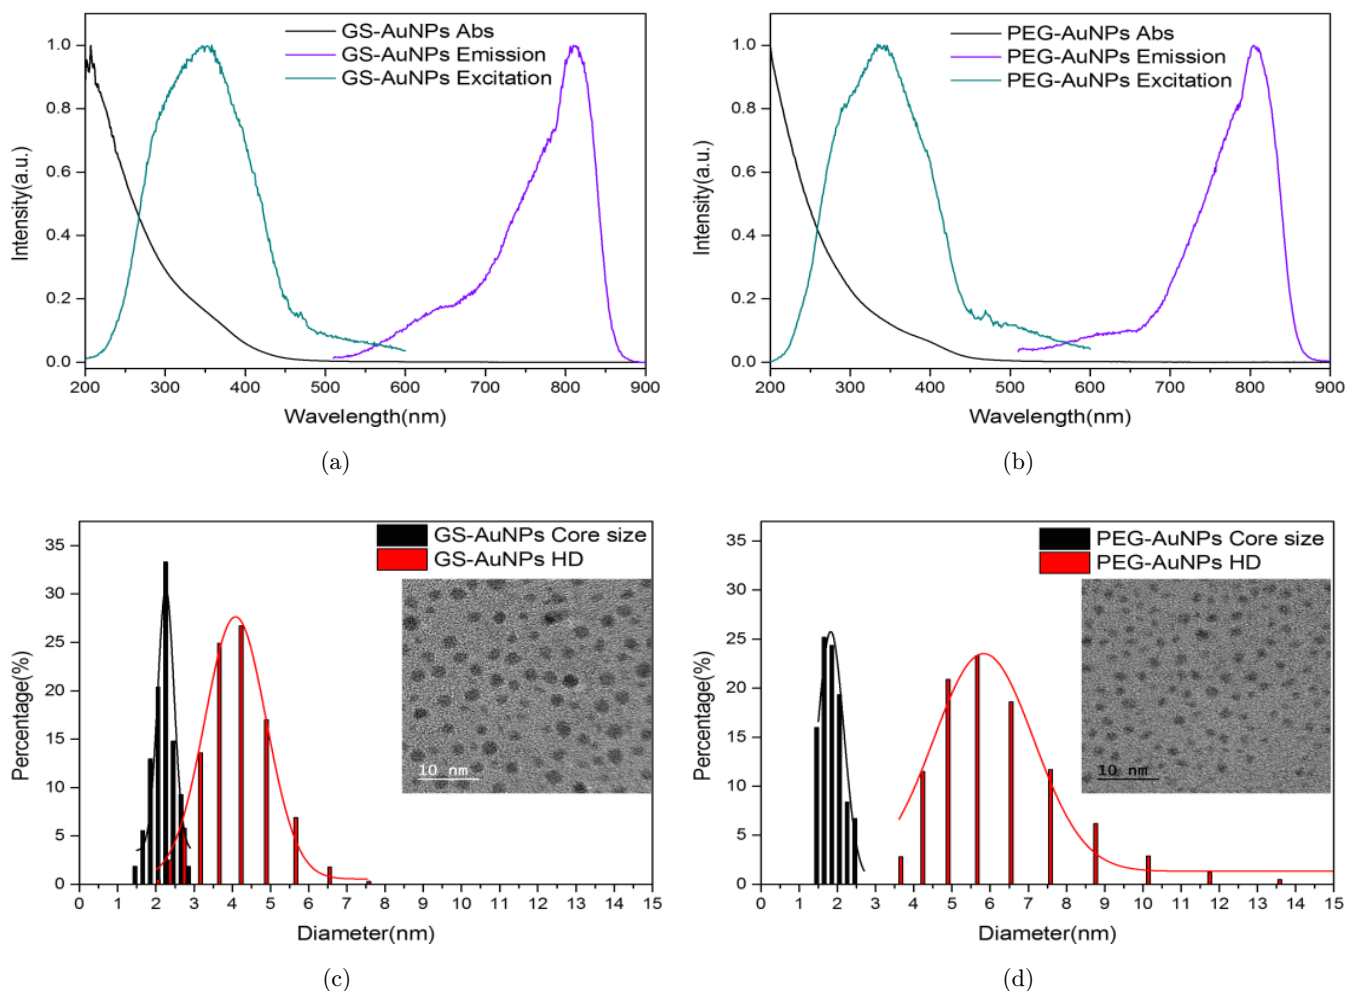 GS-AuNPs Abs
GS-AuNPs Emission
GS-AuNPs Excitation
1.0
0.8
0.6
0.4
0.2
0.0
Intensity(a.u.)
200 300 400 500 600 700 800 900
Wavelength(nm)
(a)
PEG-AuNPs Abs
PEG-AuNPs Emission
PEG-AuNPs Excitation
1.0
0.8
0.6
0.4
0.2
0.0
Intensity(a.u.)
200 300 400 500 600 700 800 900
Wavelength(nm)
(b)
GS-AuNPs Core size
GS-AuNPs HD
35
30
25
20
15
10
5
0
Percentage(%)
10 nm
0 1 2 3 4 5 6 7 8 9 10 11 12 13 14 15
Diameter(nm)
(c)
PEG-AuNPs Core size
PEG-AuNPs HD
35
30
25
20
15
10
5
0
Percentage(%)
10 nm
0 1 2 3 4 5 6 7 8 9 10 11 12 13 14 15
Diameter(nm)
(d)